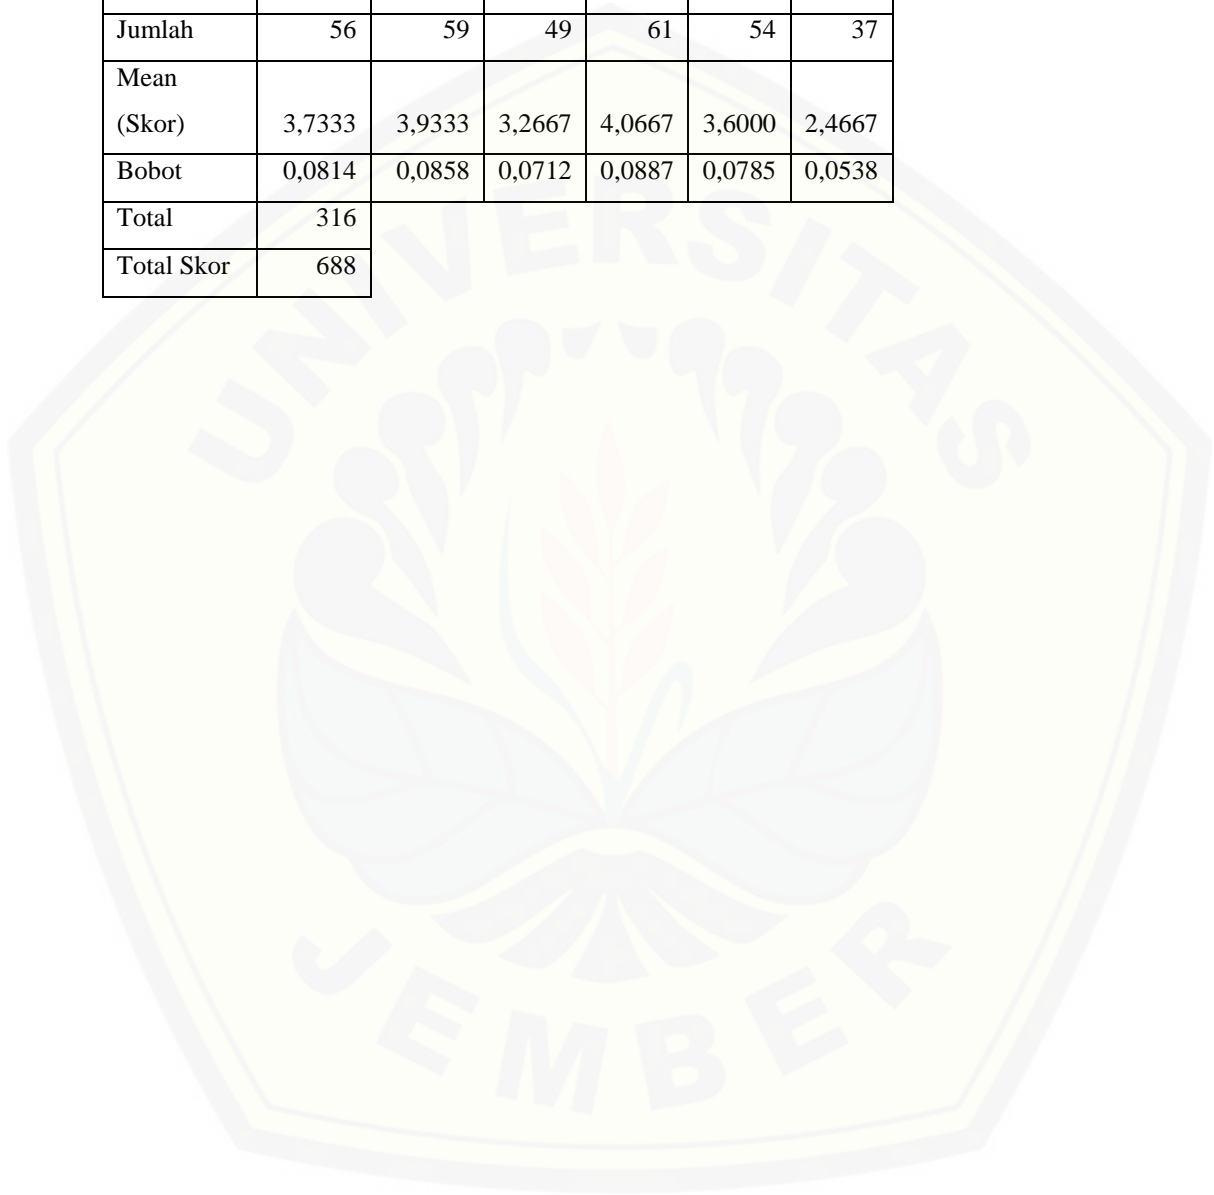 Jumlah 56 59 49 61 54 37
Mean
(Skor) 3,7333 3,9333 3,2667 4,0667 3,6000 2,4667
Bobot 0,0814 0,0858 0,0712 0,0887 0,0785 0,0538
Total 316
Total Skor 688
UNIVERSITAS
JEMBER